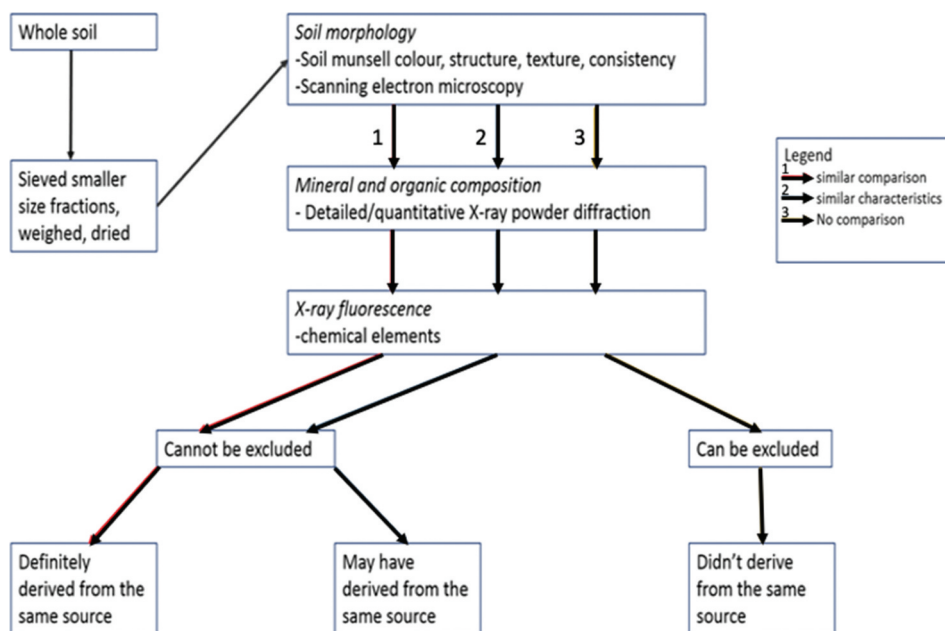 Whole soil
Sieved smaller
size fractions,
weighed, dried
Soil morphology
-Soil munsell colour, structure, texture, consistency
-Scanning electron microscopy
1
2
3
Mineral and organic composition
- Detailed/quantitative X-ray powder diffraction
X-ray fluorescence
-chemical elements
Legend
1 similar comparison
2 similar characteristics
3 No comparison
Cannot be excluded
Can be excluded
Definitely
derived from the
same source
May have
derived from the
same source
Didn’t derive
from the same
source